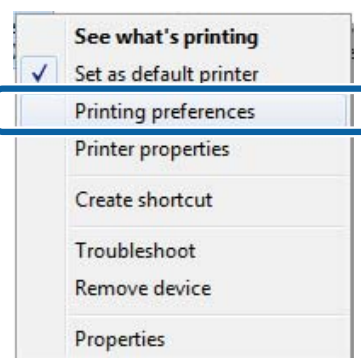 See what's printing
Set as default printer
Printing preferences
Printer properties
Create shortcut
Troubleshoot
Remove device
Properties